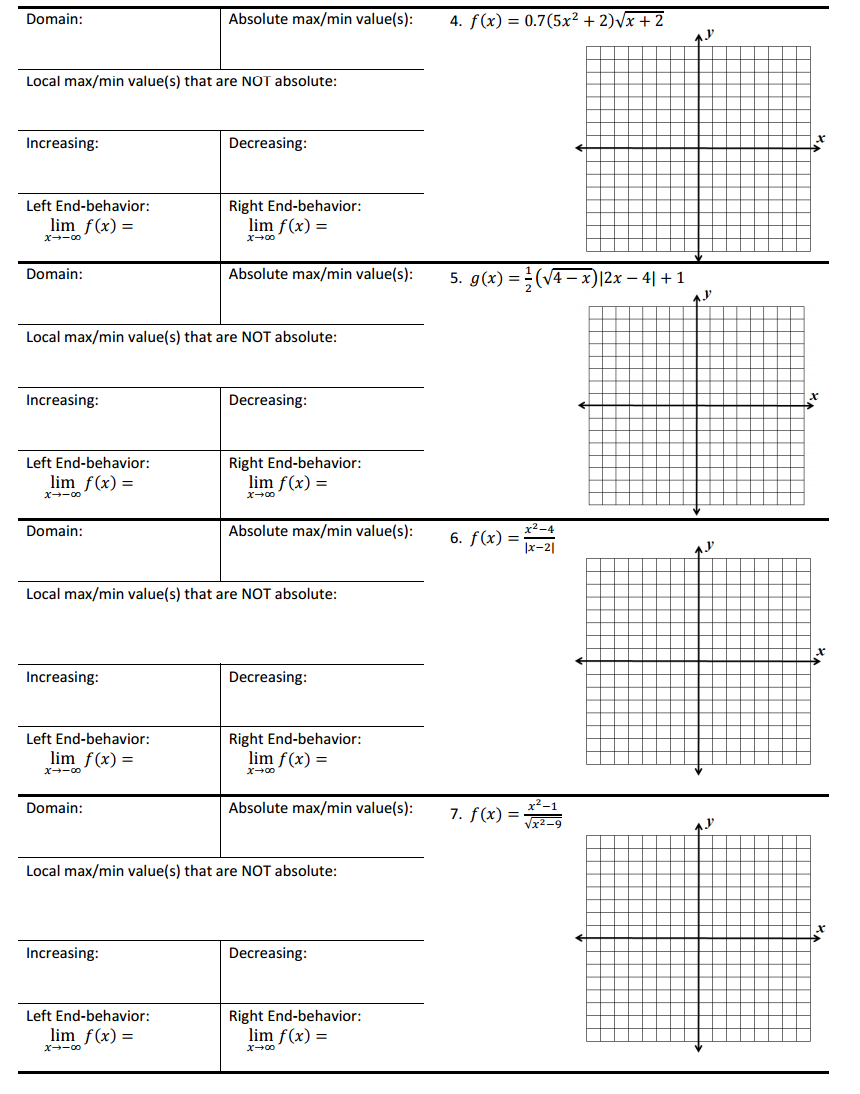 Domain: Absolute max/min value(s): 4. f(x) = 0.7(5x² + 2)√x + 2
y
Local max/min value(s) that are NOT absolute:
x
Increasing: Decreasing:
Left End-behavior: Right End-behavior:
lim f(x) = lim f(x) =
x→−∞ x→∞
Domain: Absolute max/min value(s): 5. g(x) = ½(√4 − x)|2x − 4| + 1
y
Local max/min value(s) that are NOT absolute:
x
Increasing: Decreasing:
Left End-behavior: Right End-behavior:
lim f(x) = lim f(x) =
x→−∞ x→∞
Domain: Absolute max/min value(s): 6. f(x) = x²−4 / |x−2|
y
Local max/min value(s) that are NOT absolute:
x
Increasing: Decreasing:
Left End-behavior: Right End-behavior:
lim f(x) = lim f(x) =
x→−∞ x→∞
Domain: Absolute max/min value(s): 7. f(x) = x²−1 / √x²−9
y
Local max/min value(s) that are NOT absolute:
x
Increasing: Decreasing:
Left End-behavior: Right End-behavior:
lim f(x) = lim f(x) =
x→−∞ x→∞